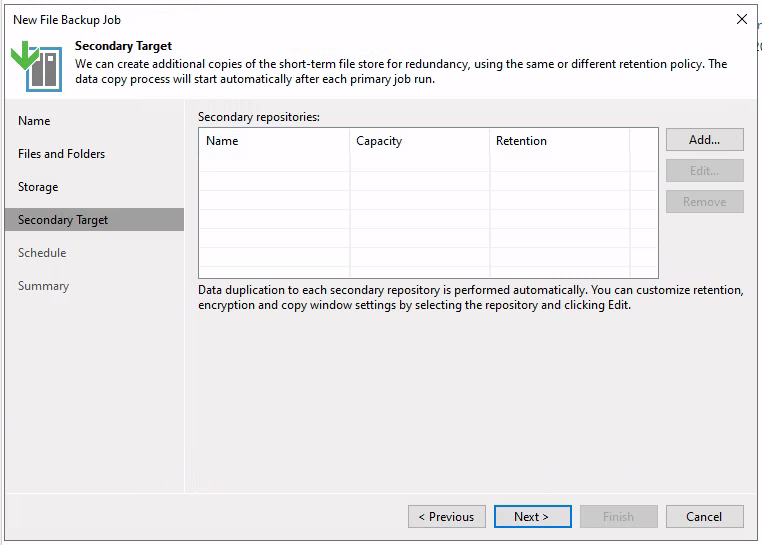 New File Backup Job
Secondary Target
We can create additional copies of the short-term file store for redundancy, using the same or different retention policy. The
data copy process will start automatically after each primary job run.
Name
Files and Folders
Storage
Secondary Target
Schedule
Summary
Secondary repositories:
Name Capacity Retention
Add...
Edit...
Remove
Data duplication to each secondary repository is performed automatically. You can customize retention,
encryption and copy window settings by selecting the repository and clicking Edit.
< Previous Next > Finish Cancel